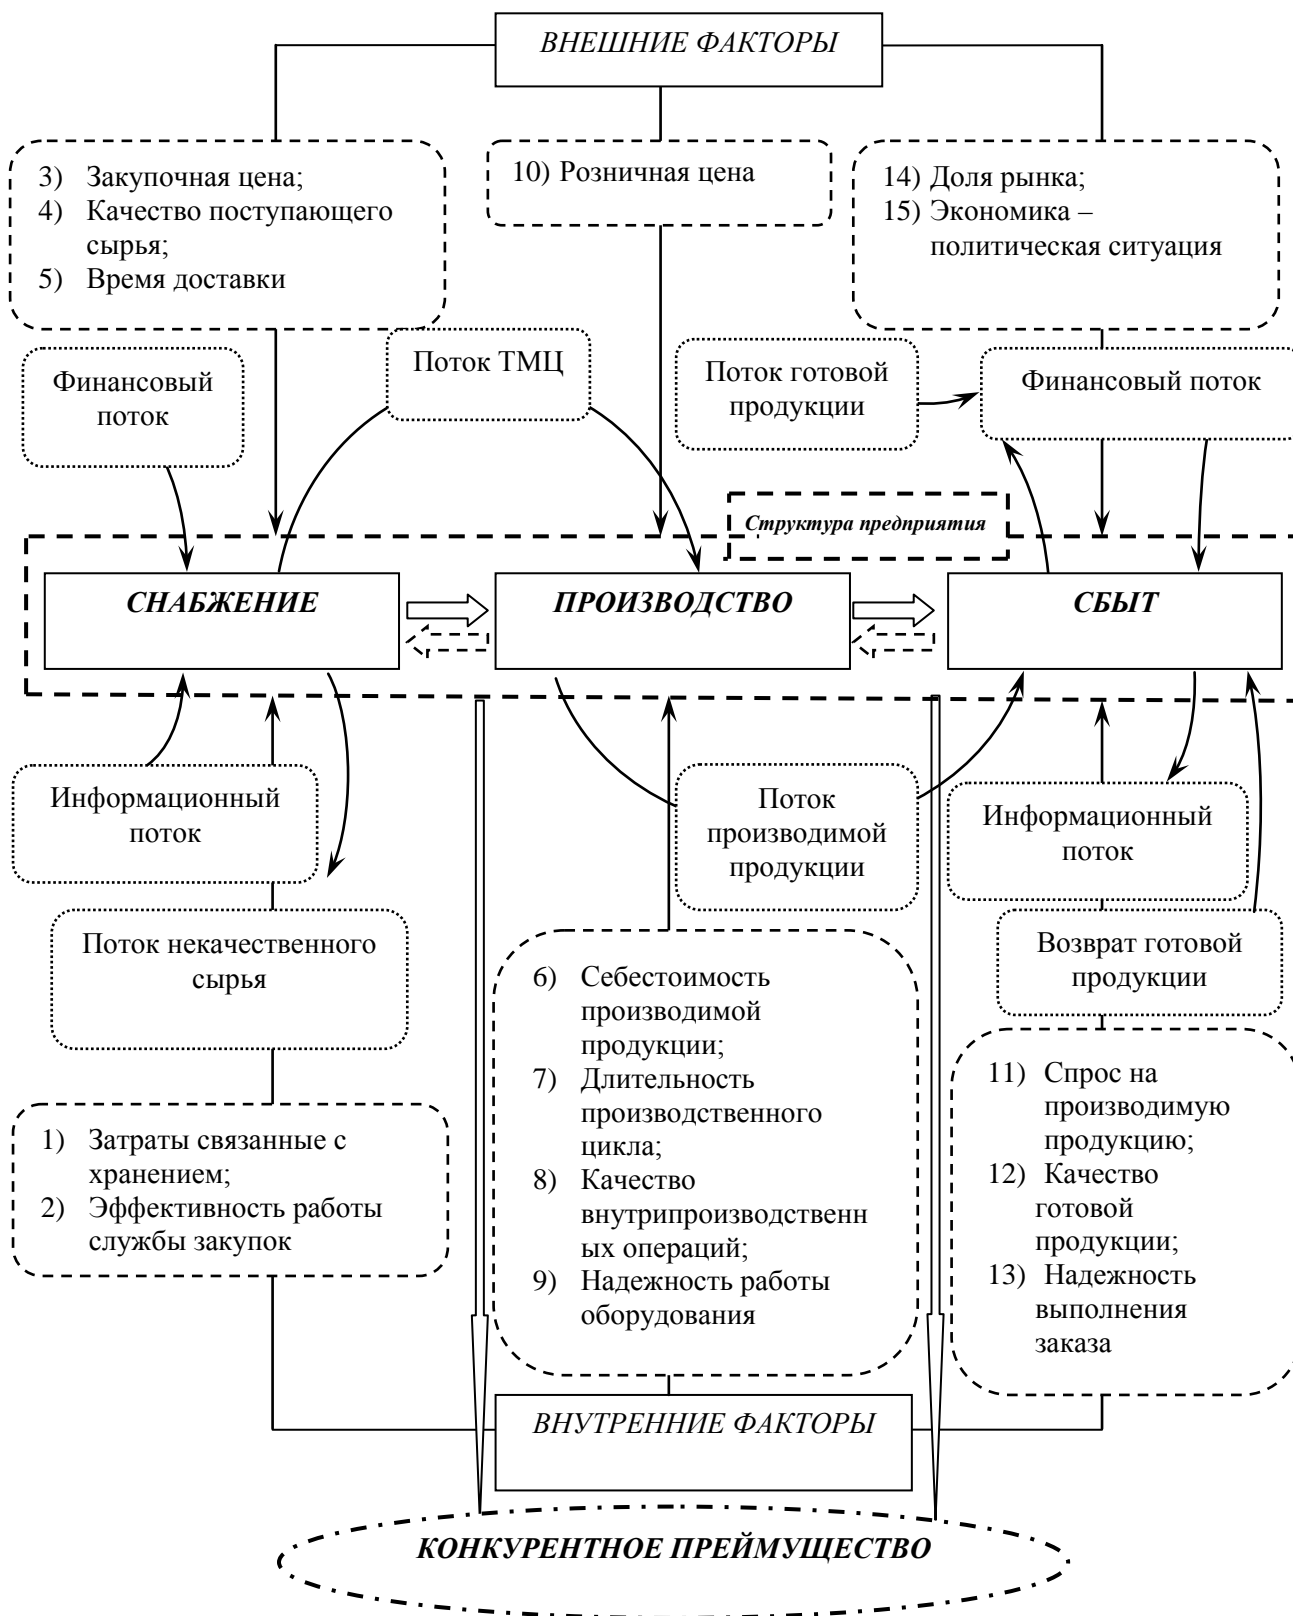 ВНЕШНИЕ ФАКТОРЫ
3) Закупочная цена;
4) Качество поступающего
сырья;
5) Время доставки
10) Розничная цена
14) Доля рынка;
15) Экономика –
политическая ситуация
Финансовый
поток
Поток ТМЦ
Поток готовой
продукции
Финансовый поток
Структура предприятия
СНАБЖЕНИЕ
ПРОИЗВОДСТВО
СБЫТ
Информационный
поток
Поток
производимой
продукции
Информационный
поток
Поток некачественного
сырья
Возврат готовой
продукции
1) Затраты связанные с
хранением;
2) Эффективность работы
службы закупок
6) Себестоимость
производимой
продукции;
7) Длительность
производственного
цикла;
8) Качество
внутрипроизводственн
ых операций;
9) Надежность работы
оборудования
11) Спрос на
производимую
продукцию;
12) Качество
готовой
продукции;
13) Надежность
выполнения
заказа
ВНУТРЕННИЕ ФАКТОРЫ
КОНКУРЕНТНОЕ ПРЕЙМУЩЕСТВО